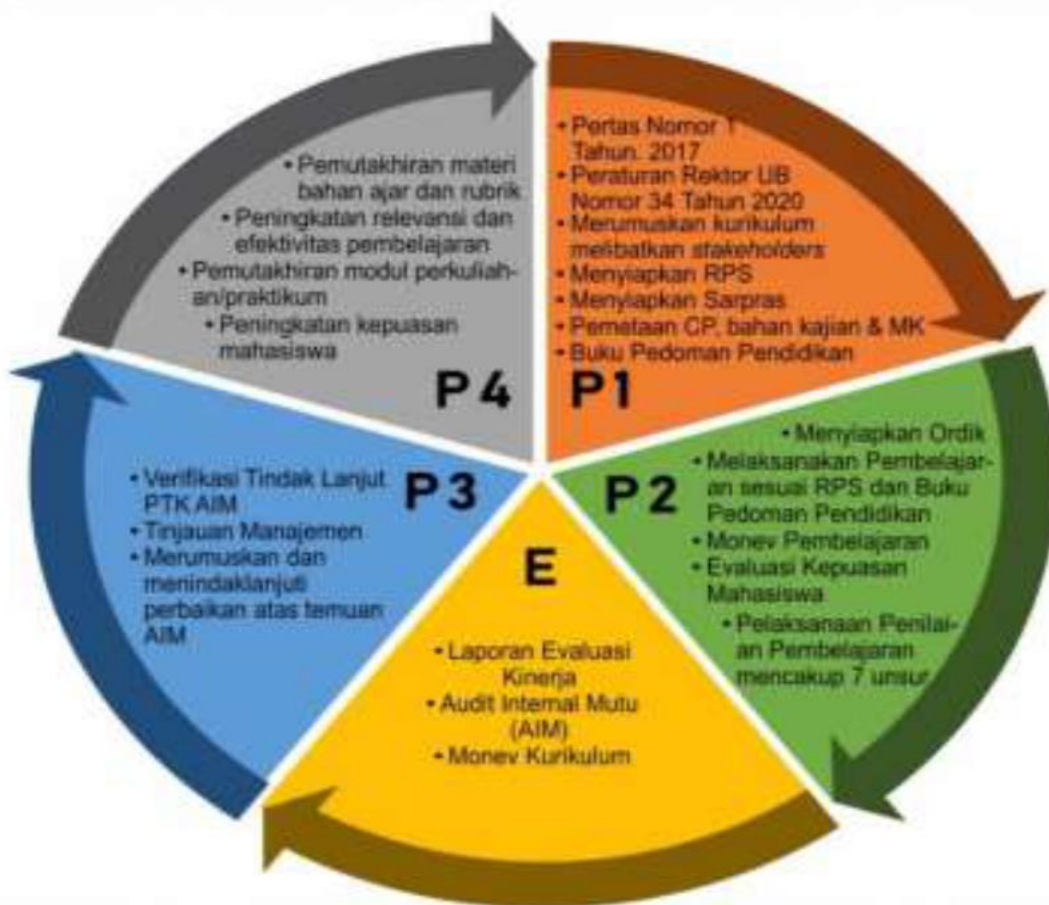 • Pertas Nomor 1
Tahun. 2017
• Peraturan Rektor UB
Nomor 34 Tahun 2020
• Merumuskan kurikulum
melibatkan stakeholders
• Menyiapkan RPS
• Menyiapkan Sarpras
• Pemetaan CP, bahan kajian & MK
• Buku Pedoman Pendidikan
P1
• Menyiapkan Ordik
• Melaksanakan Pembelajar-
an sesuai RPS dan Buku
Pedoman Pendidikan
• Monev Pembelajaran
• Evaluasi Kepuasan
Mahasiswa
• Pelaksanaan Penilai-
an Pembelajaran
mencakup 7 unsur
P2
E
• Laporan Evaluasi
Kinerja
• Audit Internal Mutu
(AIM)
• Monev Kurikulum
P3
• Verifikasi Tindak Lanjut
PTK AIM
• Tinjauan Manajemen
• Merumuskan dan
menindaklanjuti
perbaikan atas temuan
AIM
• Pemutakhiran materi
bahan ajar dan rubrik
• Peningkatan relevansi dan
efektivitas pembelajaran
• Pemutakhiran modul perkuliah-
an/praktikum
• Peningkatan kepuasan
mahasiswa
P4